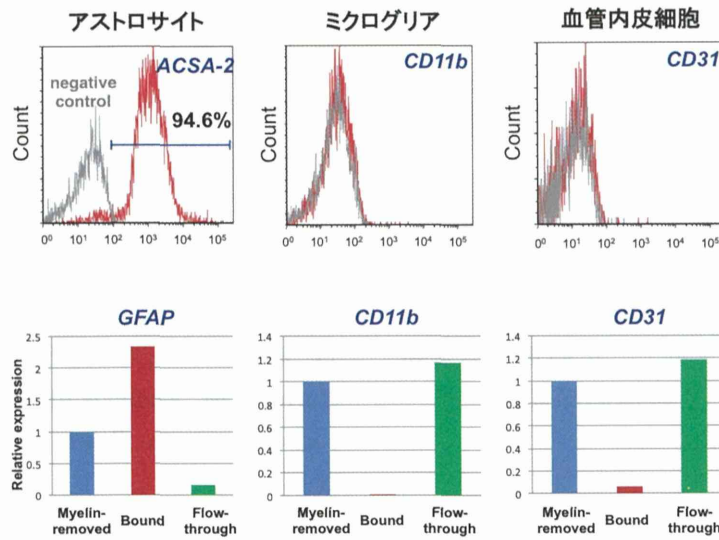 アストロサイト
ミクログリア
血管内皮細胞
ACSA-2
negative
control
94.6%
Count
10⁰ 10¹ 10² 10³ 10⁴ 10⁵
CD11b
Count
10⁰ 10¹ 10² 10³ 10⁴ 10⁵
CD31
Count
10⁰ 10¹ 10² 10³ 10⁴ 10⁵
GFAP
Relative expression
2.5
2
1.5
1
0.5
0
Myelin-
removed
Bound
Flow-
through
CD11b
1.4
1.2
1
0.8
0.6
0.4
0.2
0
Myelin-
removed
Bound
Flow-
through
CD31
1.4
1.2
1
0.8
0.6
0.4
0.2
0
Myelin-
removed
Bound
Flow-
through